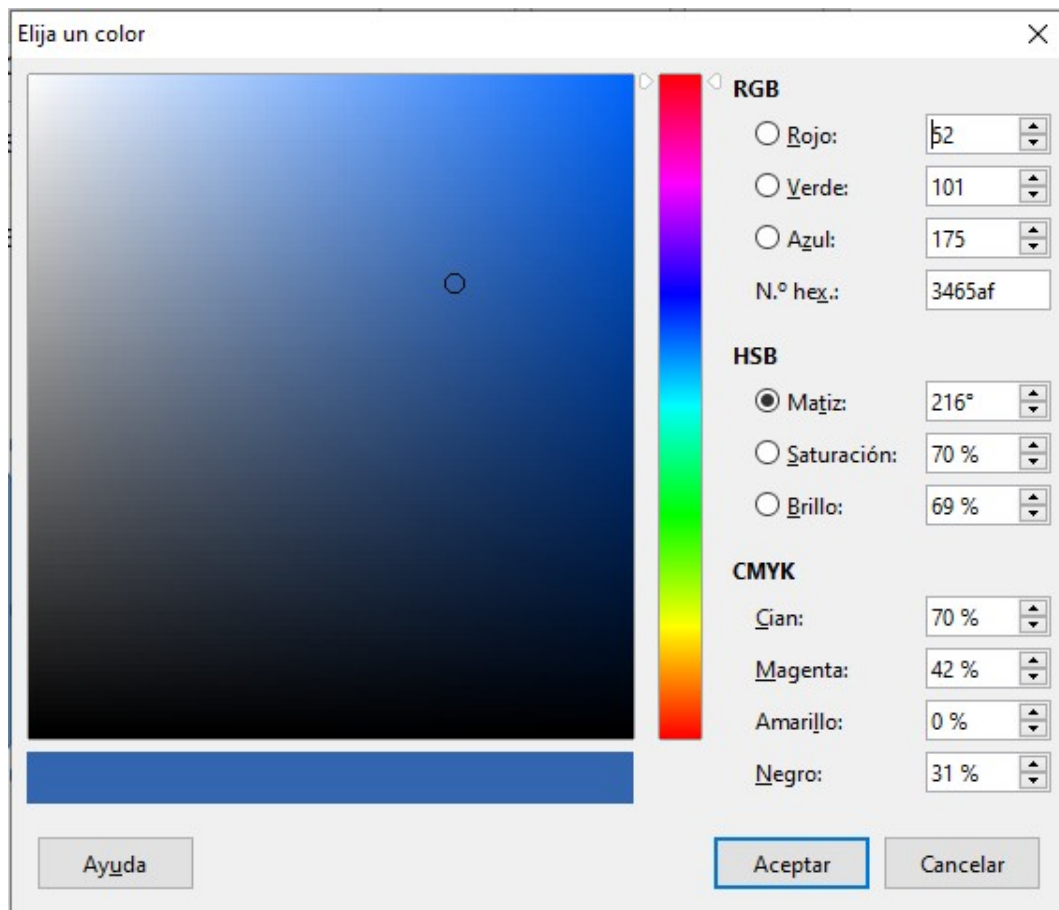 Elija un color
RGB
Rojo: 52
Verde: 101
Azul: 175
N.º hex.: 3465af
HSB
Matiz: 216°
Saturación: 70 %
Brillo: 69 %
CMYK
Cian: 70 %
Magenta: 42 %
Amarillo: 0 %
Negro: 31 %
Ayuda Aceptar Cancelar